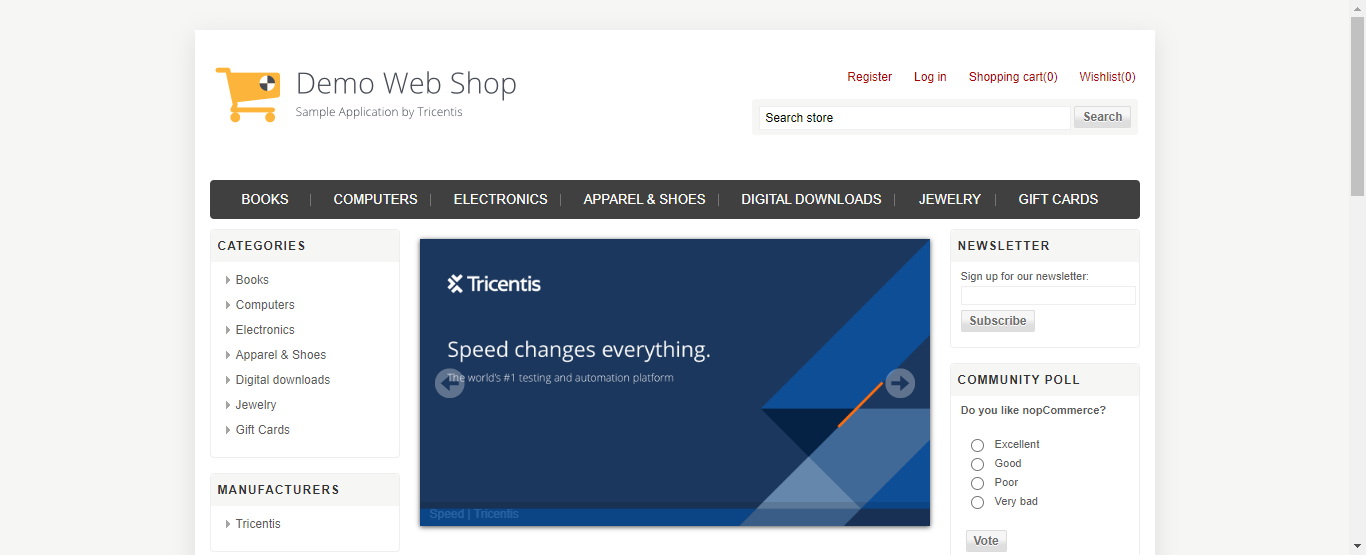 Demo Web Shop
Sample Application by Tricentis
Register Log in Shopping cart(0) Wishlist(0)
Search store Search
BOOKS COMPUTERS ELECTRONICS APPAREL & SHOES DIGITAL DOWNLOADS JEWELRY GIFT CARDS
CATEGORIES
Books
Computers
Electronics
Apparel & Shoes
Digital downloads
Jewelry
Gift Cards
MANUFACTURERS
Tricentis
Tricentis
Speed changes everything.
The world's #1 testing and automation platform
Speed | Tricentis
NEWSLETTER
Sign up for our newsletter:
Subscribe
COMMUNITY POLL
Do you like nopCommerce?
Excellent
Good
Poor
Very bad
Vote